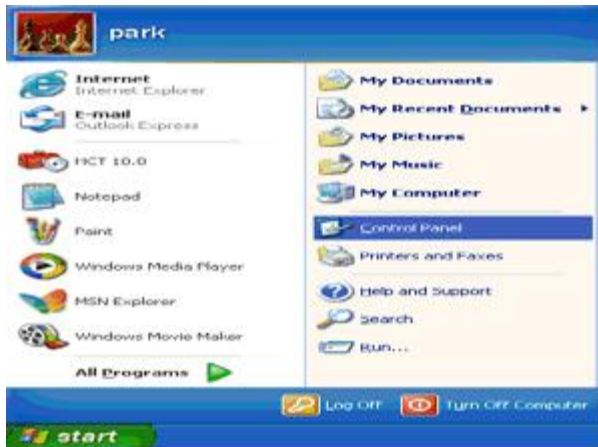 park
Internet
Internet Explorer
E-mail
Outlook Express
HCT 10.0
Notepad
Paint
Windows Media Player
MSN Explorer
Windows Movie Maker
All Programs
My Documents
My Recent Documents
My Pictures
My Music
My Computer
Control Panel
Printers and Faxes
Help and Support
Search
Run...
Log Off
Turn Off Computer
start